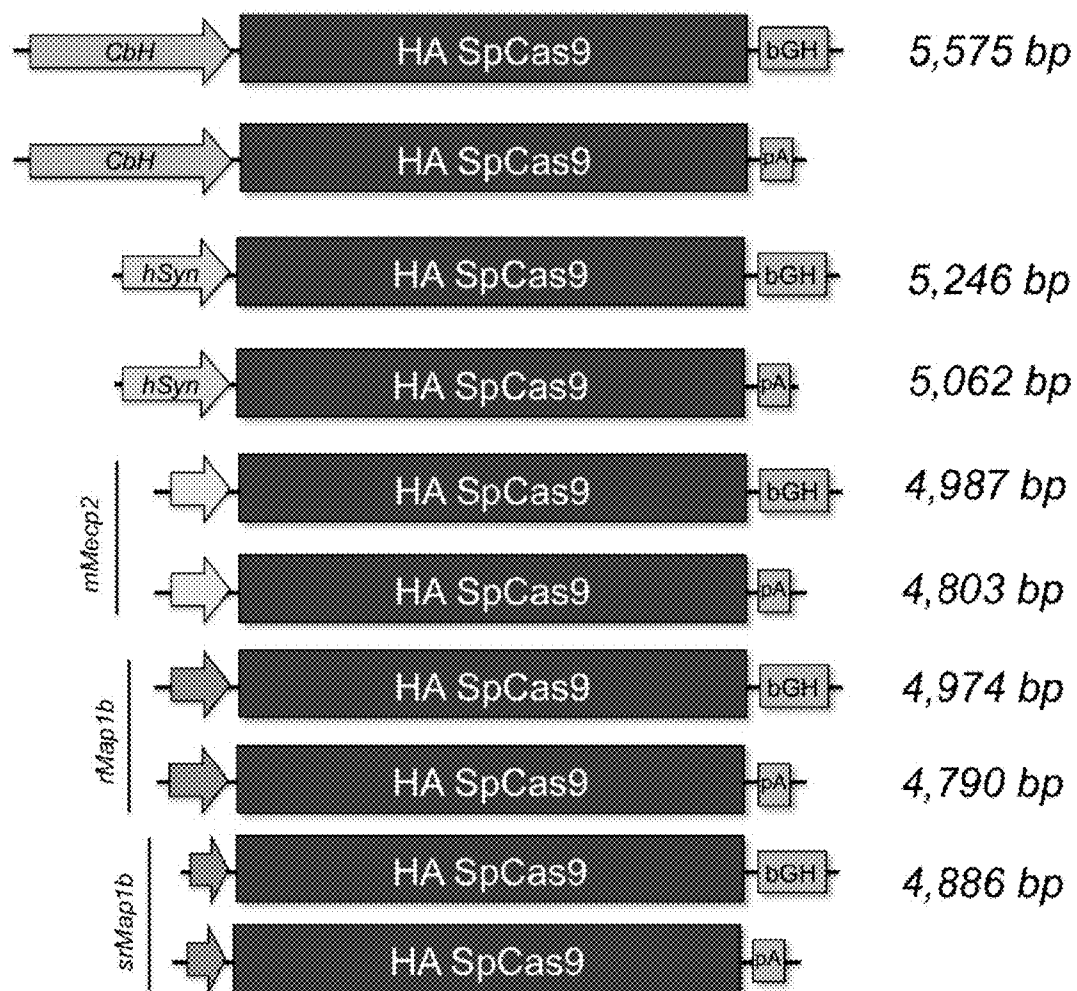 CbH HA SpCas9 bGH 5,575 bp
CbH HA SpCas9 pA
hSyn HA SpCas9 bGH 5,246 bp
hSyn HA SpCas9 pA 5,062 bp
mMecp2
HA SpCas9 bGH 4,987 bp
HA SpCas9 pA 4,803 bp
rMap1b
HA SpCas9 bGH 4,974 bp
HA SpCas9 pA 4,790 bp
srMap1b
HA SpCas9 bGH 4,886 bp
HA SpCas9 pA